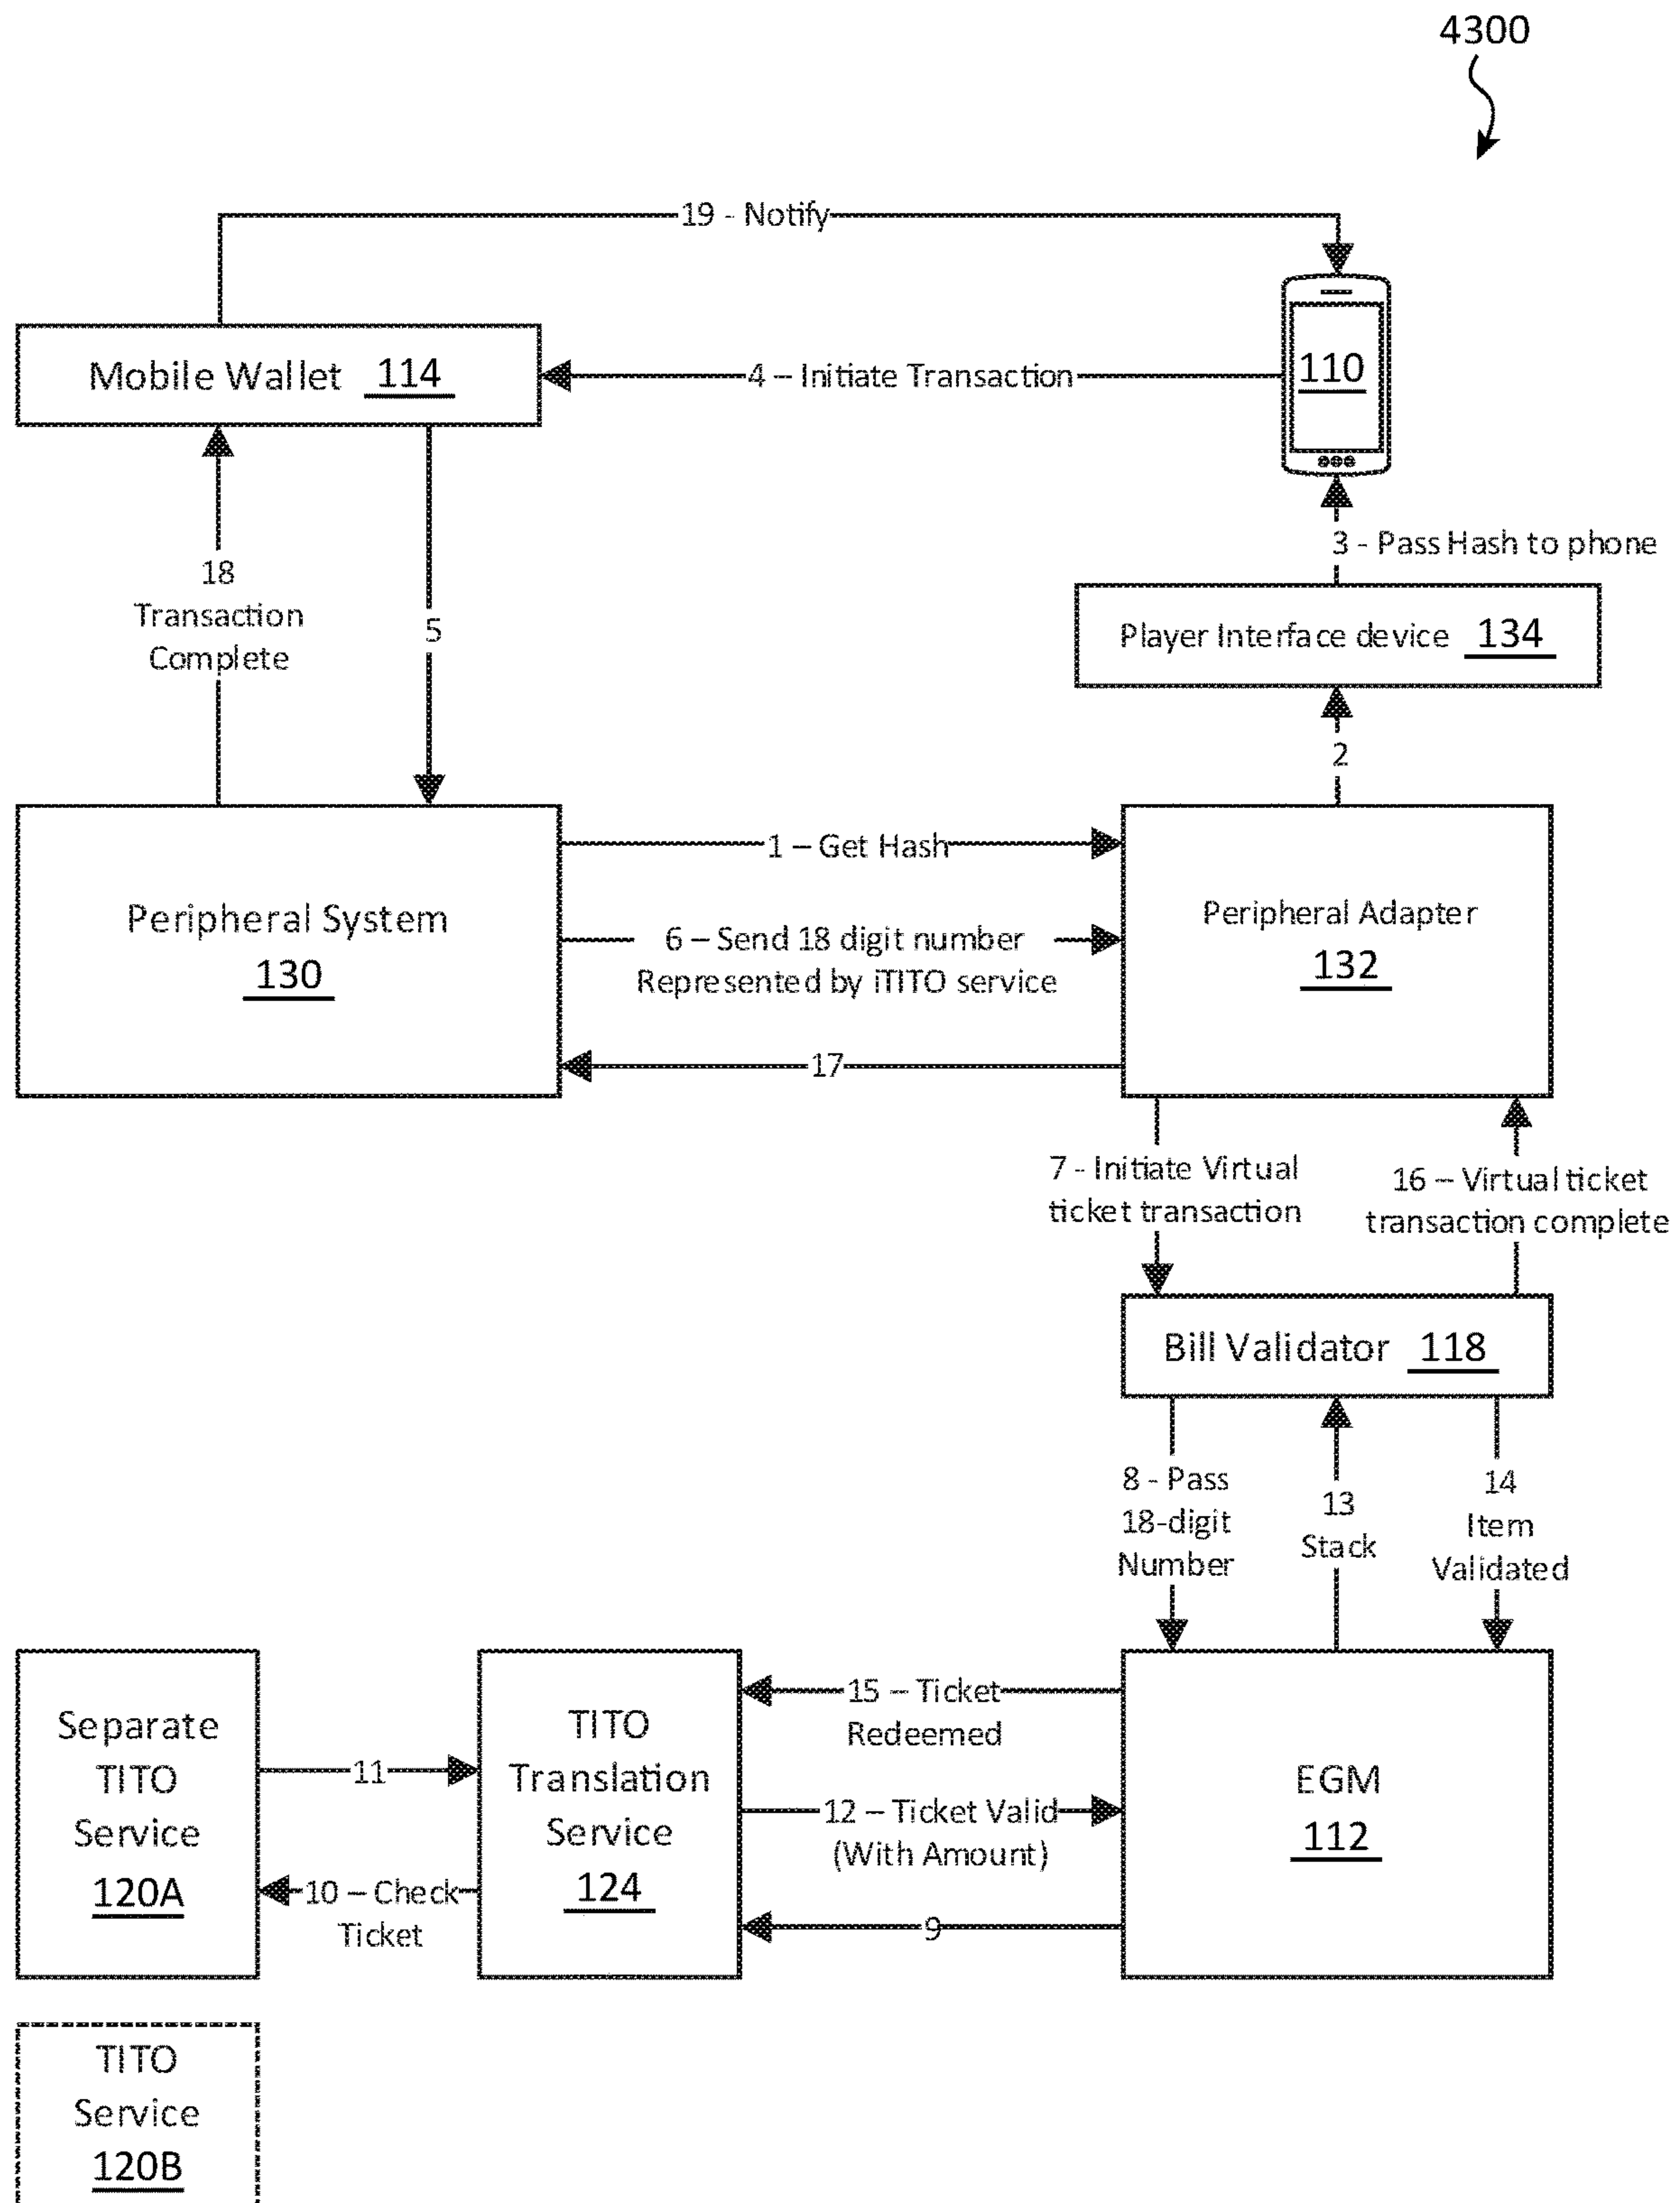 4300
19 - Notify
Mobile Wallet 114
4 – Initiate Transaction
110
3 - Pass Hash to phone
18
Transaction
Complete
5
Player Interface device 134
2
Peripheral System
130
1 – Get Hash
6 – Send 18 digit number
Represented by iTITO service
17
Peripheral Adapter
132
7 - Initiate Virtual
ticket transaction
16 – Virtual ticket
transaction complete
Bill Validator 118
8 - Pass
18-digit
Number
13
Stack
14
Item
Validated
Separate
TITO
Service
120A
11
10 – Check
Ticket
TITO
Translation
Service
124
15 – Ticket
Redeemed
12 – Ticket Valid
(With Amount)
9
EGM
112
TITO
Service
120B